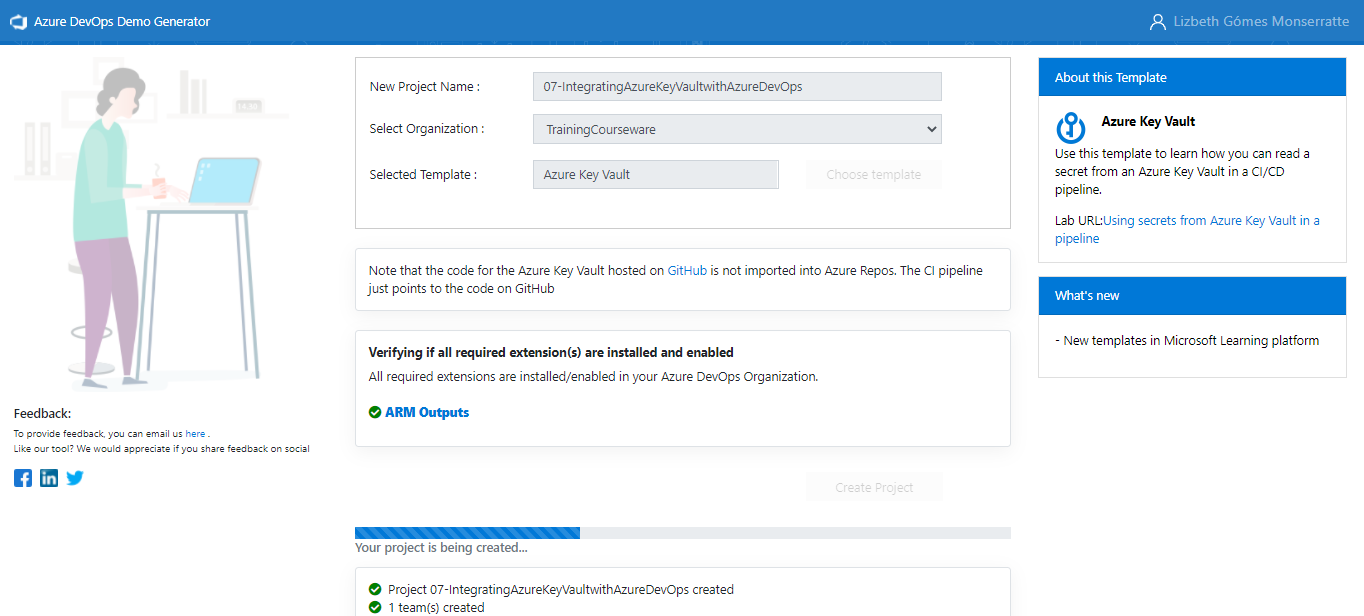 Azure DevOps Demo Generator
Lizbeth Gómes Monserratte
14:30
Feedback:
To provide feedback, you can email us here .
Like our tool? We would appreciate if you share feedback on social
New Project Name :
07-IntegratingAzureKeyVaultwithAzureDevOps
Select Organization :
TrainingCourseware
Selected Template :
Azure Key Vault
Choose template
Note that the code for the Azure Key Vault hosted on GitHub is not imported into Azure Repos. The CI pipeline
just points to the code on GitHub
Verifying if all required extension(s) are installed and enabled
All required extensions are installed/enabled in your Azure DevOps Organization.
ARM Outputs
Create Project
Your project is being created...
Project 07-IntegratingAzureKeyVaultwithAzureDevOps created
1 team(s) created
About this Template
Azure Key Vault
Use this template to learn how you can read a
secret from an Azure Key Vault in a CI/CD
pipeline.
Lab URL:Using secrets from Azure Key Vault in a
pipeline
What's new
- New templates in Microsoft Learning platform